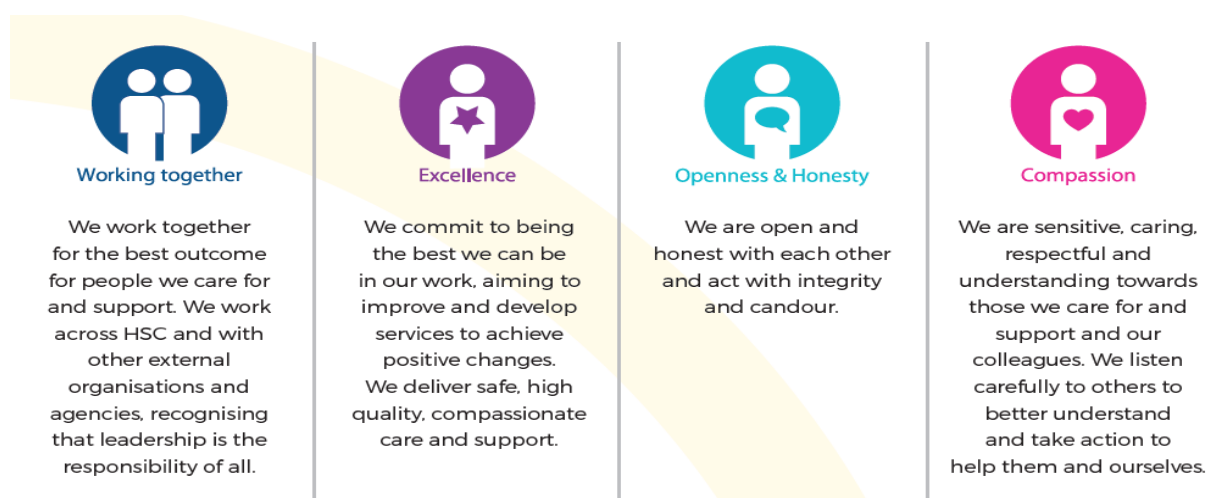 Working together
We work together
for the best outcome
for people we care for
and support. We work
across HSC and with
other external
organisations and
agencies, recognising
that leadership is the
responsibility of all.
Excellence
We commit to being
the best we can be
in our work, aiming to
improve and develop
services to achieve
positive changes.
We deliver safe, high
quality, compassionate
care and support.
Openness & Honesty
We are open and
honest with each other
and act with integrity
and candour.
Compassion
We are sensitive, caring,
respectful and
understanding towards
those we care for and
support and our
colleagues. We listen
carefully to others to
better understand
and take action to
help them and ourselves.